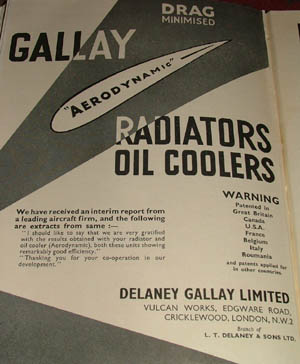 DRAG
MINIMISED
GALLAY
"AERODYNAMIC"
RADIATORS
OIL COOLERS
We have received an interim report from
a leading aircraft firm, and the following
are extracts from same :—
"I should like to say that we are very gratified
with the results obtained with your radiator and
oil cooler (Aerodynamic), both these units showing
remarkably good efficiency."
"Thanking you for your co-operation in our
development."
WARNING
Patented in
Great Britain
Canada
U.S.A.
France
Belgium
Italy
Roumania
and patents applied for
in other countries.
DELANEY GALLAY LIMITED
VULCAN WORKS, EDGWARE ROAD,
CRICKLEWOOD, LONDON, N.W.2
Branch of
L. T. DELANEY & SONS LTD.